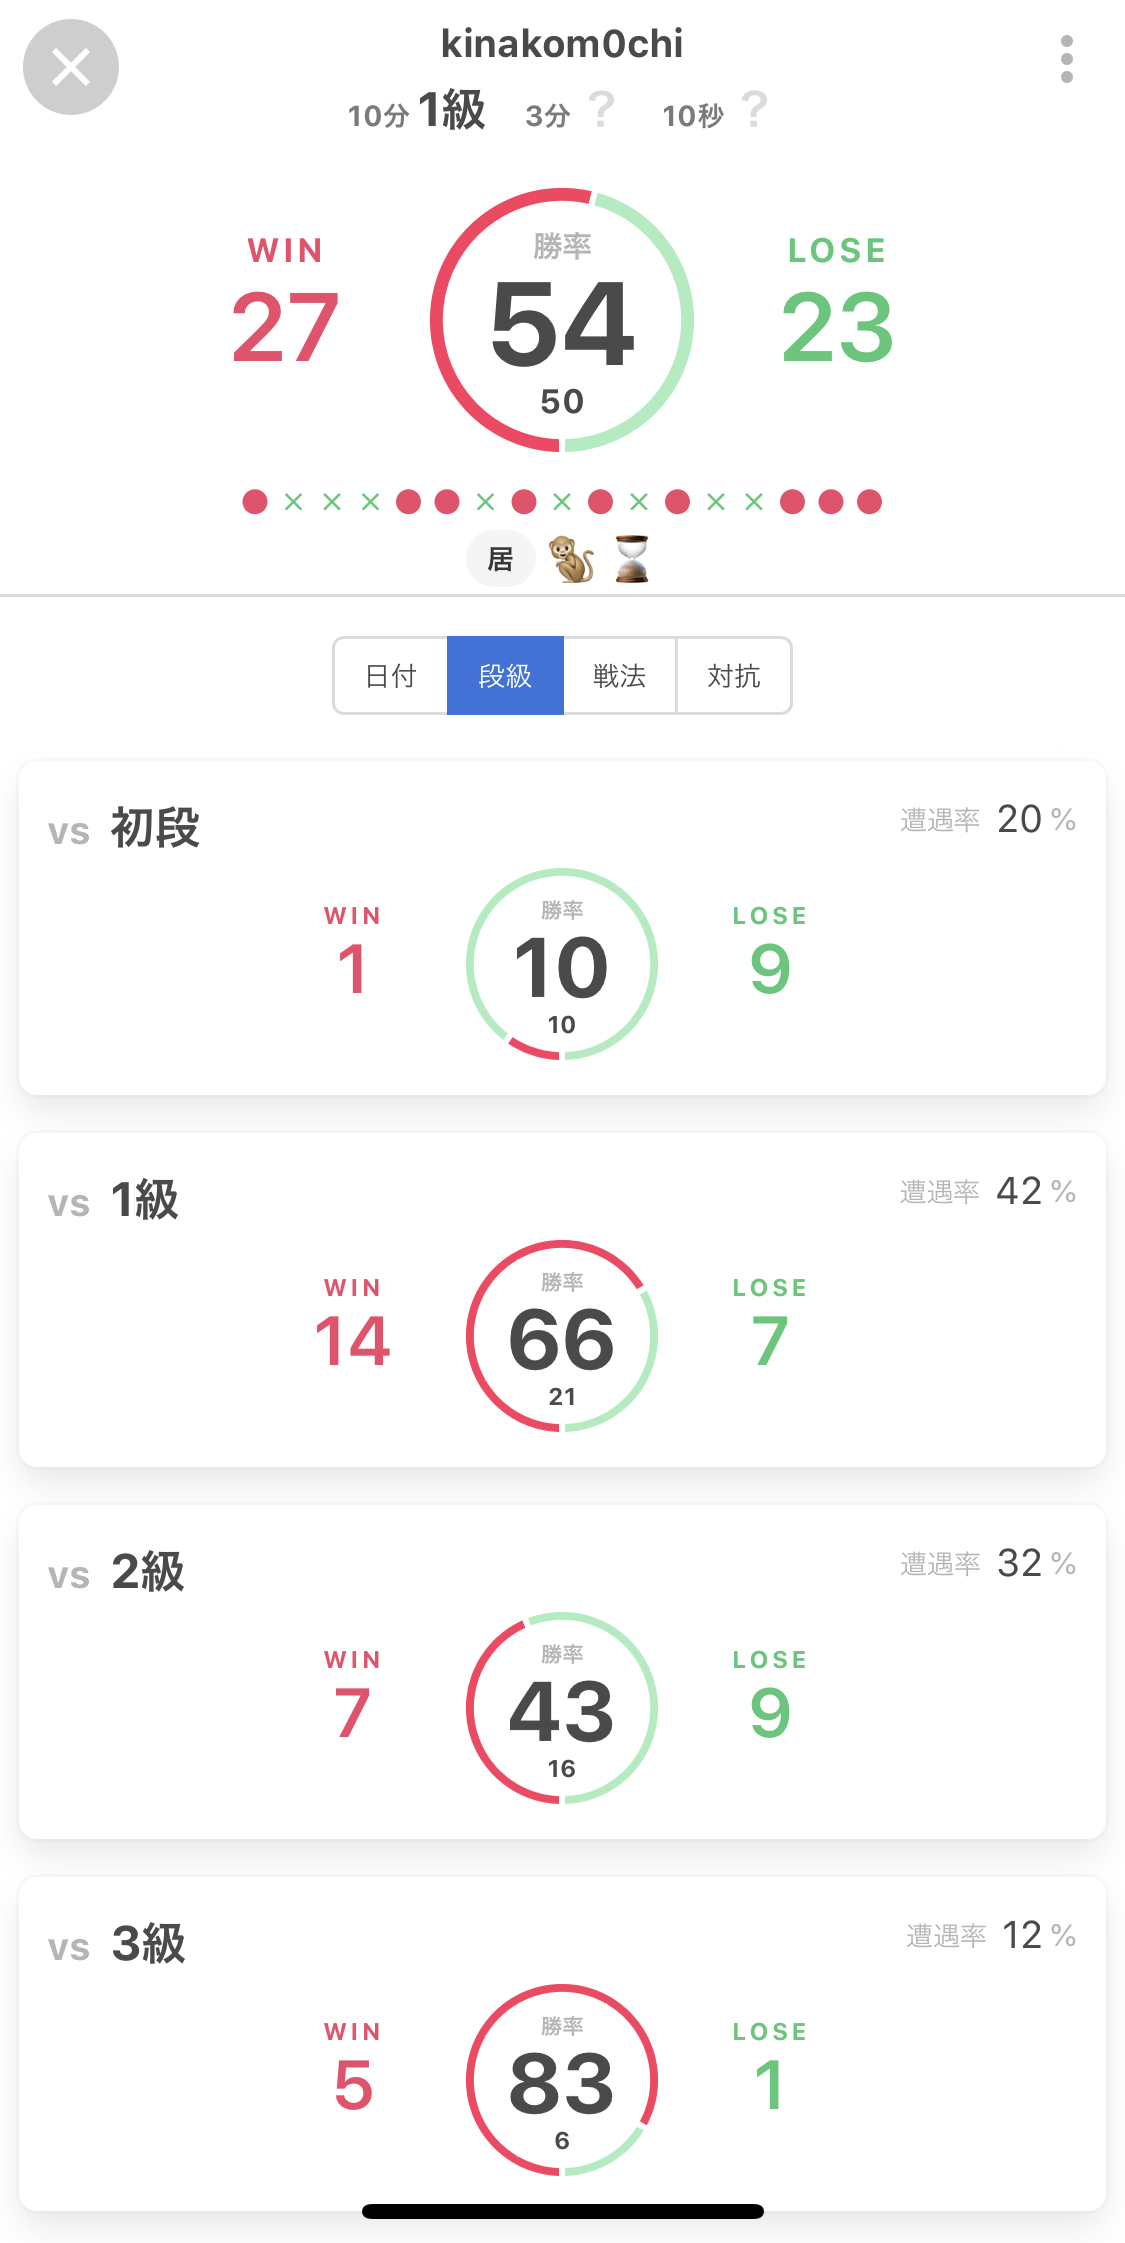 kinakom0chi
10分 1級 3分 ? 10秒 ?
WIN 勝率 LOSE
27 54 23
50
居
日付 段級 戦法 対抗
vs 初段 遭遇率 20 %
WIN 勝率 LOSE
1 10 9
10
vs 1級 遭遇率 42 %
WIN 勝率 LOSE
14 66 7
21
vs 2級 遭遇率 32 %
WIN 勝率 LOSE
7 43 9
16
vs 3級 遭遇率 12 %
WIN 勝率 LOSE
5 83 1
6